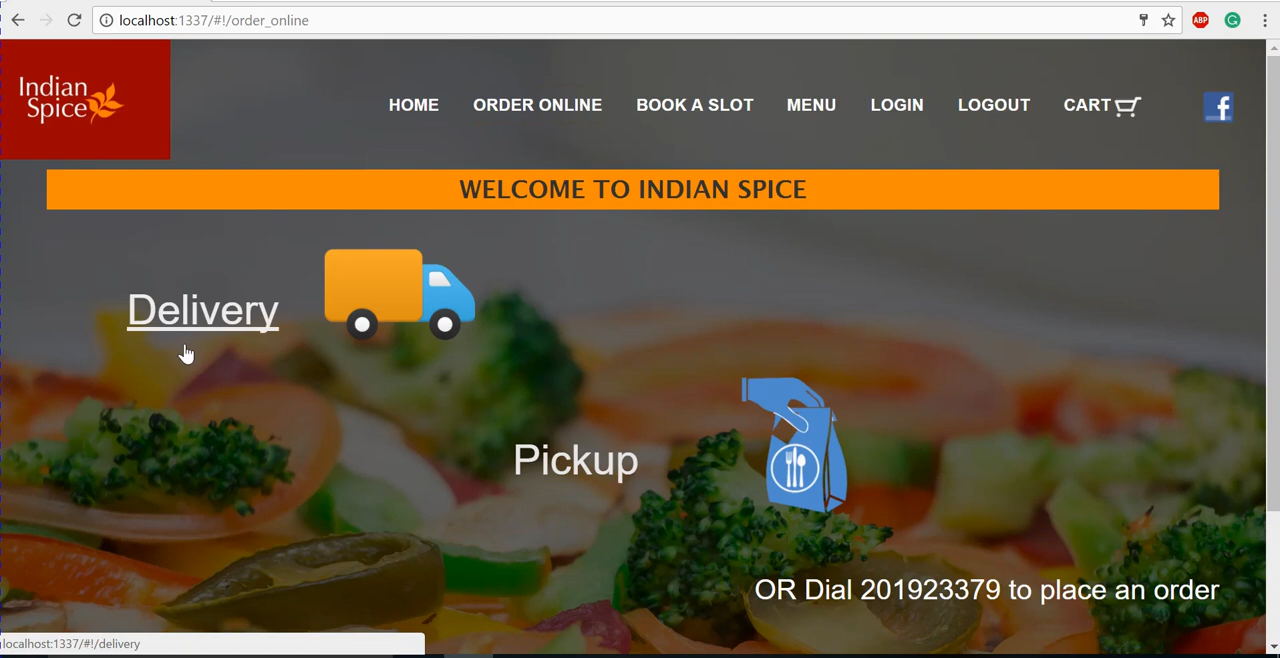 localhost:1337/#!/order_online
ABP
Indian
Spice
HOME ORDER ONLINE BOOK A SLOT MENU LOGIN LOGOUT CART
f
WELCOME TO INDIAN SPICE
Delivery
Pickup
OR Dial 201923379 to place an order
localhost:1337/#!/delivery